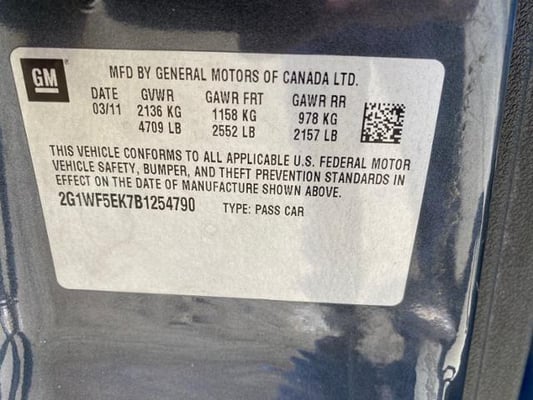 GM
MFD BY GENERAL MOTORS OF CANADA LTD.
DATE GVWR GAWR FRT GAWR RR
03/11 2136 KG 1158 KG 978 KG
4709 LB 2552 LB 2157 LB
THIS VEHICLE CONFORMS TO ALL APPLICABLE U.S. FEDERAL MOTOR
VEHICLE SAFETY, BUMPER, AND THEFT PREVENTION STANDARDS IN
EFFECT ON THE DATE OF MANUFACTURE SHOWN ABOVE.
2G1WF5EK7B1254790 TYPE: PASS CAR